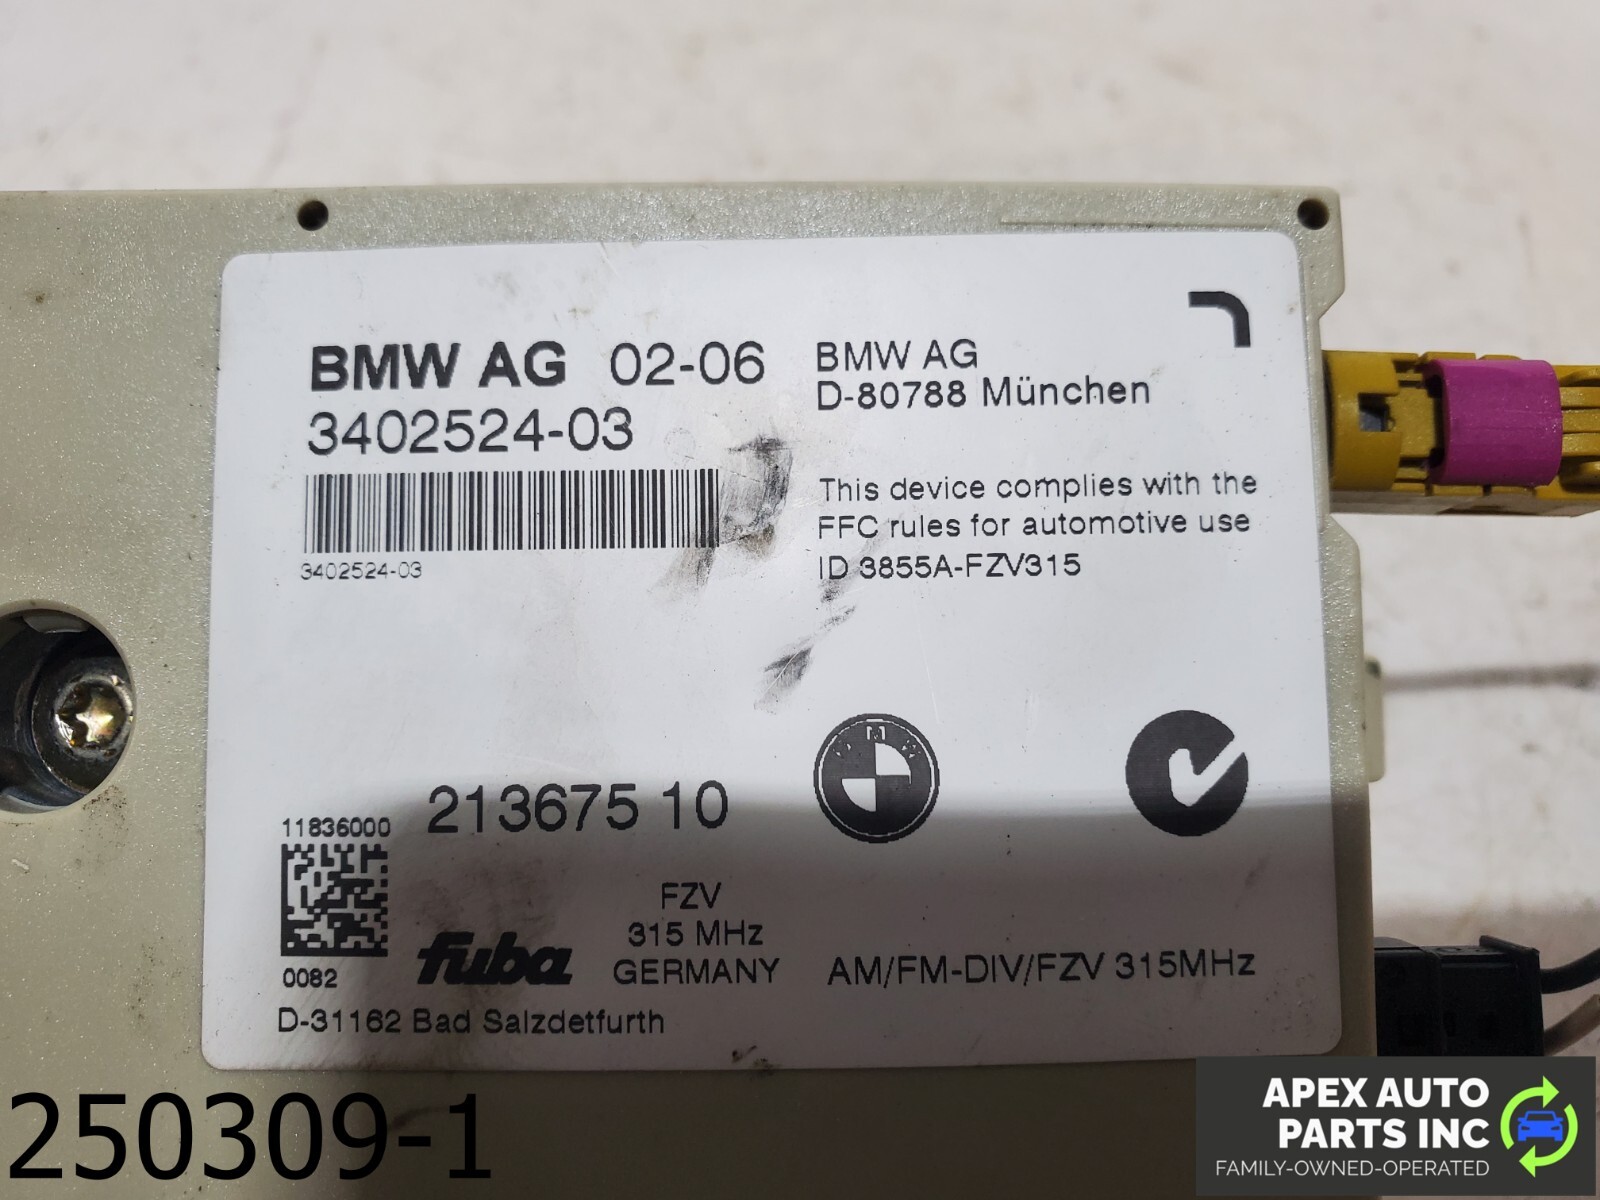 BMW AG 02-06
3402524-03
3402524-03
BMW AG
D-80788 München
This device complies with the
FFC rules for automotive use
ID 3855A-FZV315
213675 10
11836000
0082
fuba
FZV
315 MHz
GERMANY
D-31162 Bad Salzdetfurth
BMW
AM/FM-DIV/FZV 315MHz
250309-1
APEX AUTO
PARTS INC
FAMILY-OWNED-OPERATED